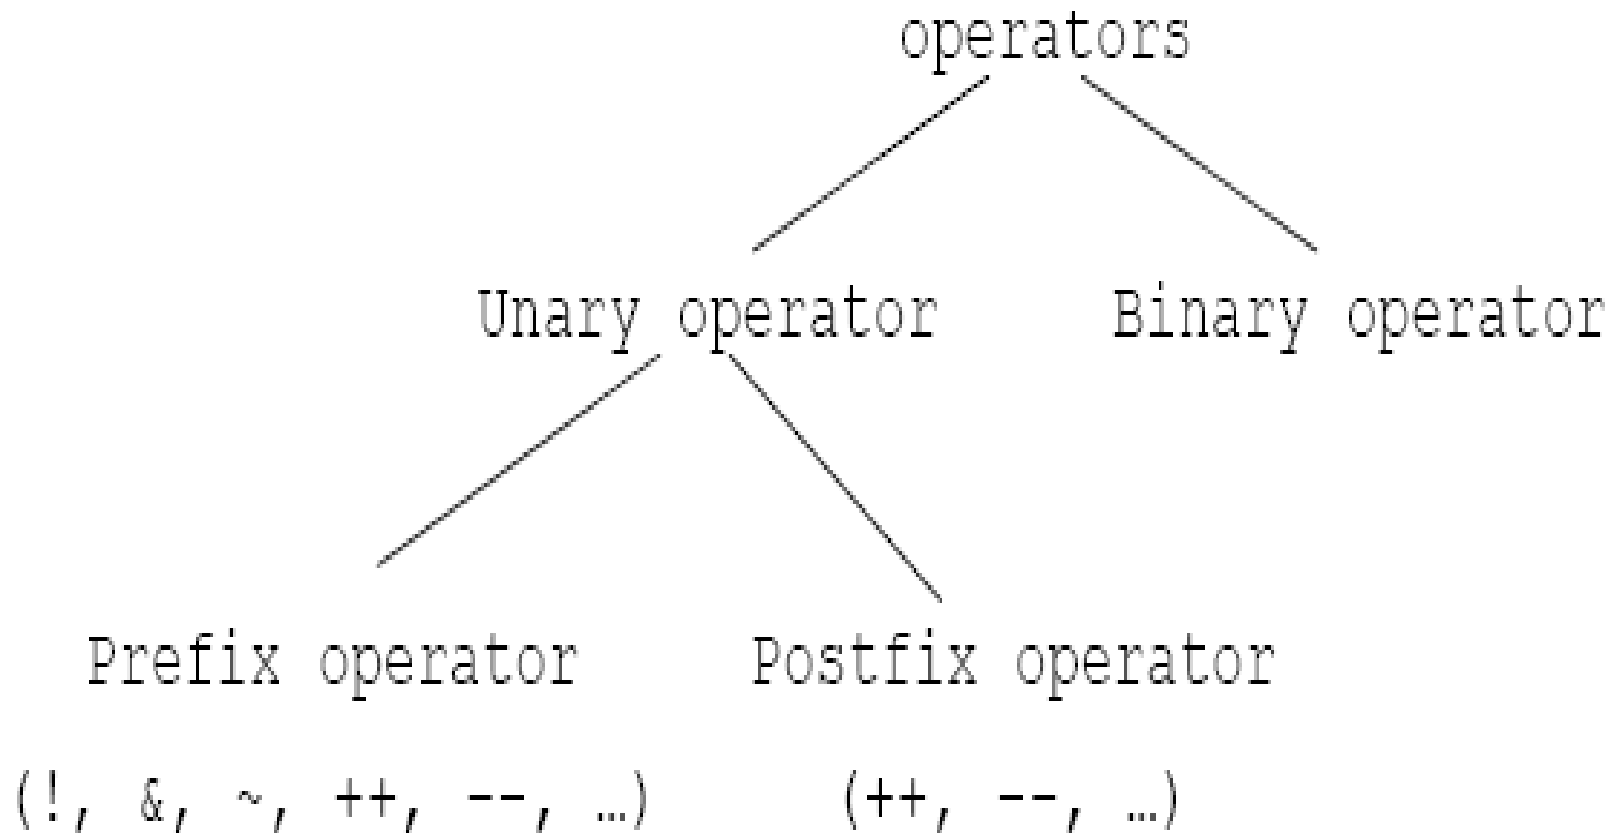 operators
Unary operator
Binary operator
Prefix operator
Postfix operator
(!, &, ~, ++, --, …)
(++, --, …)